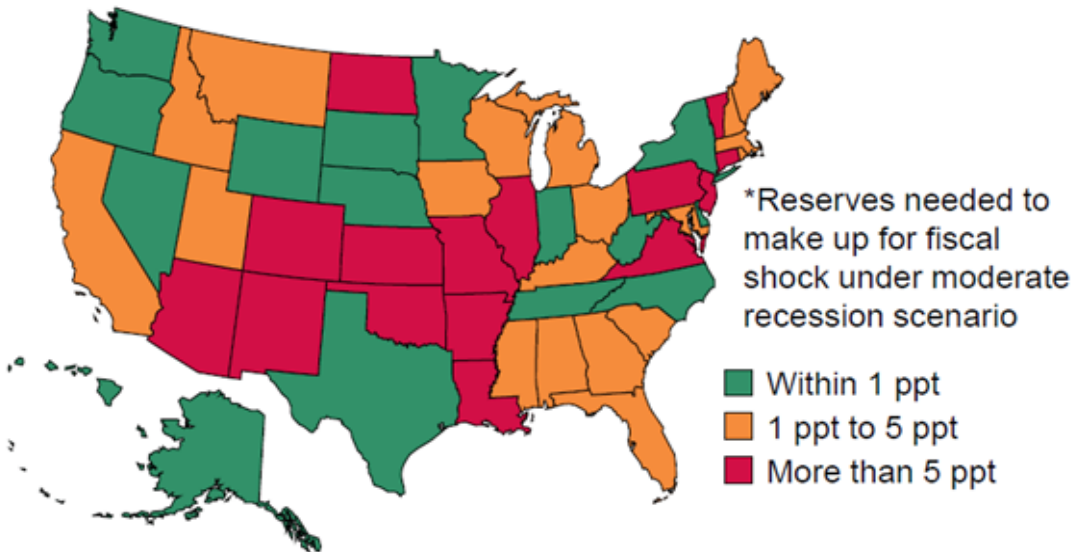 *Reserves needed to
make up for fiscal
shock under moderate
recession scenario
Within 1 ppt
1 ppt to 5 ppt
More than 5 ppt